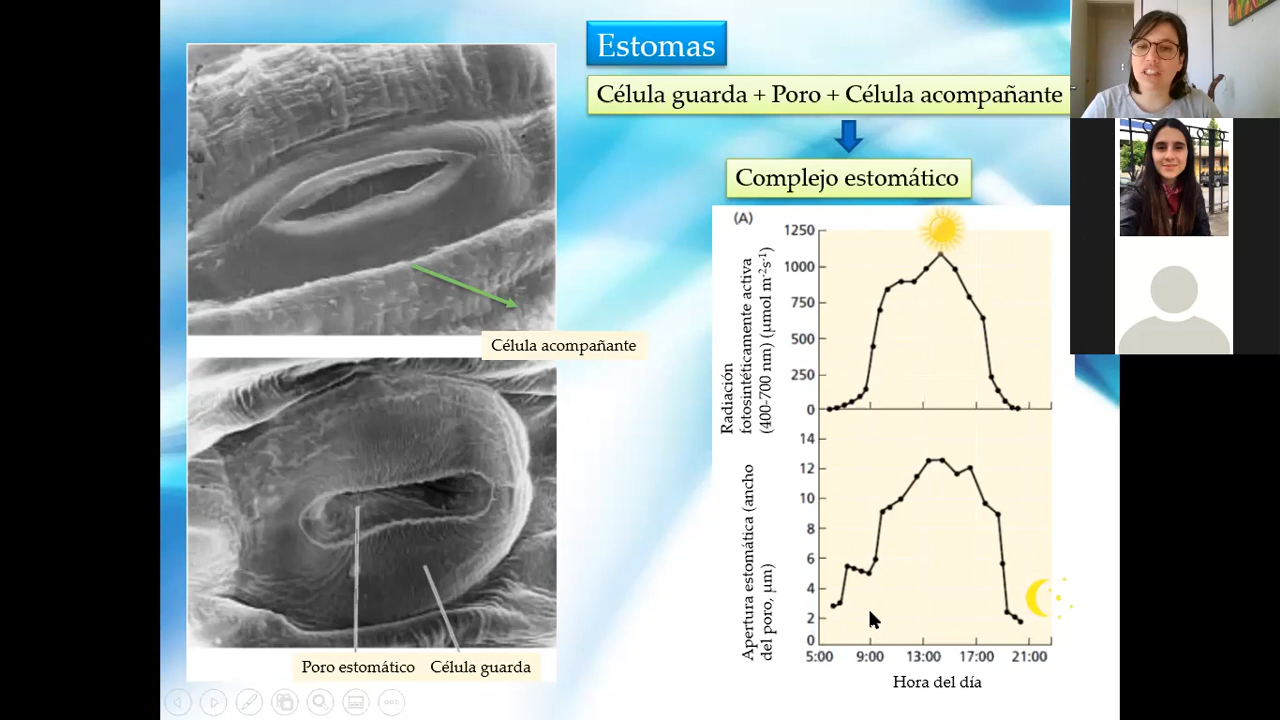 Estomas
Célula guarda + Poro + Célula acompañante
Complejo estomático
Célula acompañante
Poro estomático
Célula guarda
(A)
Radiación
fotosintéticamente activa
(400-700 nm) (µmol m-2s-1)
1250
1000
750
500
250
0
Apertura estomática (ancho
del poro, µm)
14
12
10
8
6
4
2
0
5:00 9:00 13:00 17:00 21:00
Hora del día